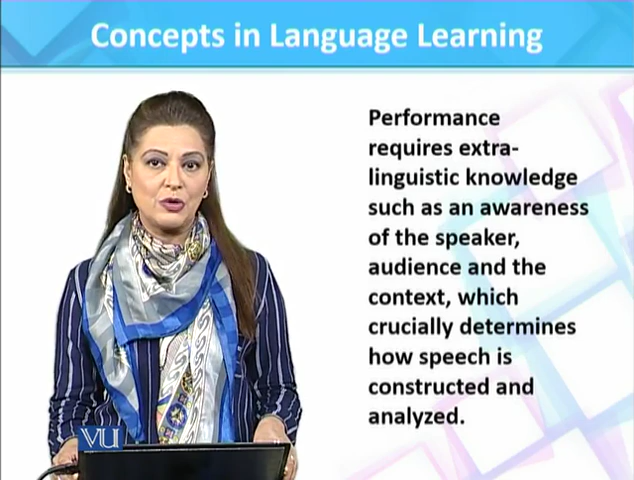 Concepts in Language Learning
Performance
requires extra-
linguistic knowledge
such as an awareness
of the speaker,
audience and the
context, which
crucially determines
how speech is
constructed and
analyzed.
VU